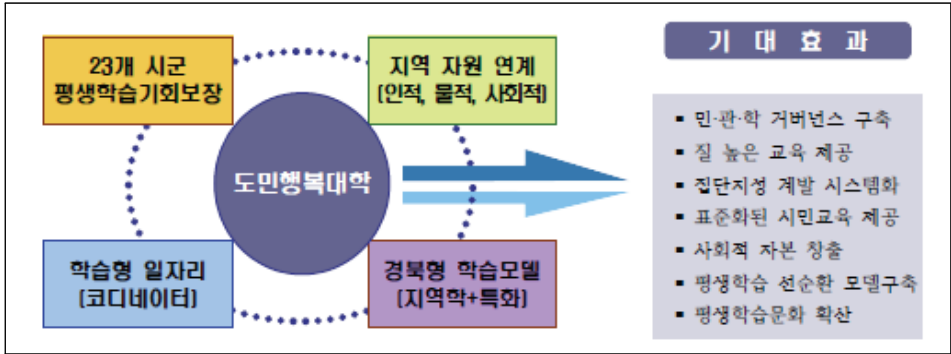 23개 시군
평생학습기회보장
지역 자원 연계
(인적, 물적, 사회적)
도민행복대학
학습형 일자리
(코디네이터)
경북형 학습모델
(지역학+특화)
기 대 효 과
▪ 민·관·학 거버넌스 구축
▪ 질 높은 교육 제공
▪ 집단지성 계발 시스템화
▪ 표준화된 시민교육 제공
▪ 사회적 자본 창출
▪ 평생학습 선순환 모델구축
▪ 평생학습문화 확산